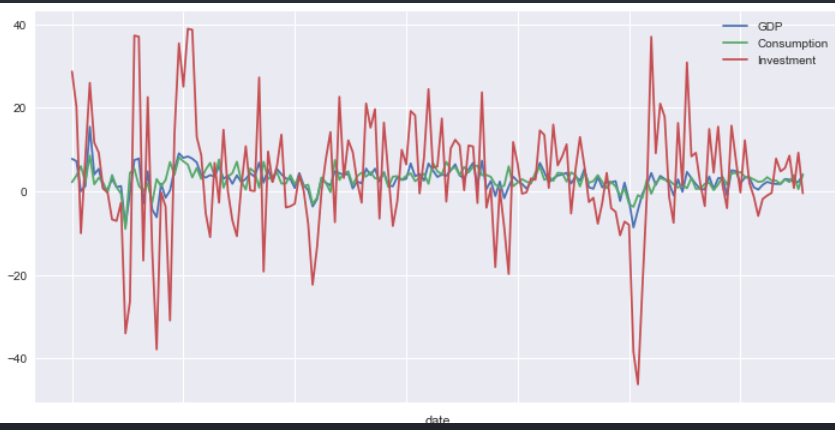 40
20
0
−20
−40
GDP
Consumption
Investment
date